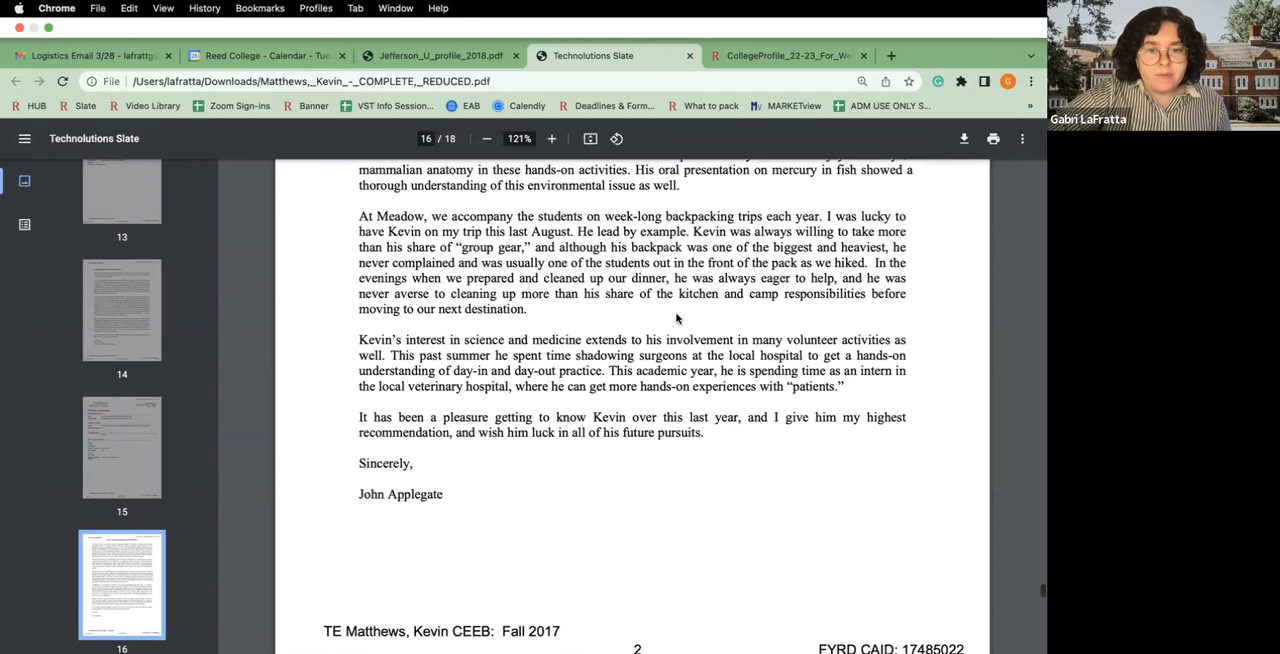 Chrome File Edit View History Bookmarks Profiles Tab Window Help
Logistics Email 3/28 - lafrattg Reed College - Calendar - Tue Jefferson_U_profile_2018.pdf Technolutions Slate CollegeProfile_22-23_For_We
File /Users/lafratta/Downloads/Matthews,_Kevin_-_COMPLETE,_REDUCED.pdf G
HUB Slate Video Library Zoom Sign-ins Banner VST Info Session... EAB Calendly Deadlines & Form... What to pack MARKETview ADM USE ONLY S... »
Gabri LaFratta
Technolutions Slate 16 / 18 121%
mammalian anatomy in these hands-on activities. His oral presentation on mercury in fish showed a
thorough understanding of this environmental issue as well.
At Meadow, we accompany the students on week-long backpacking trips each year. I was lucky to
have Kevin on my trip this last August. He lead by example. Kevin was always willing to take more
than his share of “group gear,” and although his backpack was one of the biggest and heaviest, he
never complained and was usually one of the students out in the front of the pack as we hiked. In the
evenings when we prepared and cleaned up our dinner, he was always eager to help, and he was
never averse to cleaning up more than his share of the kitchen and camp responsibilities before
moving to our next destination.
Kevin’s interest in science and medicine extends to his involvement in many volunteer activities as
well. This past summer he spent time shadowing surgeons at the local hospital to get a hands-on
understanding of day-in and day-out practice. This academic year, he is spending time as an intern in
the local veterinary hospital, where he can get more hands-on experiences with “patients.”
It has been a pleasure getting to know Kevin over this last year, and I give him my highest
recommendation, and wish him luck in all of his future pursuits.
Sincerely,
John Applegate
TE Matthews, Kevin CEEB: Fall 2017
2 FYRD CAID: 17485022
13
14
15
16